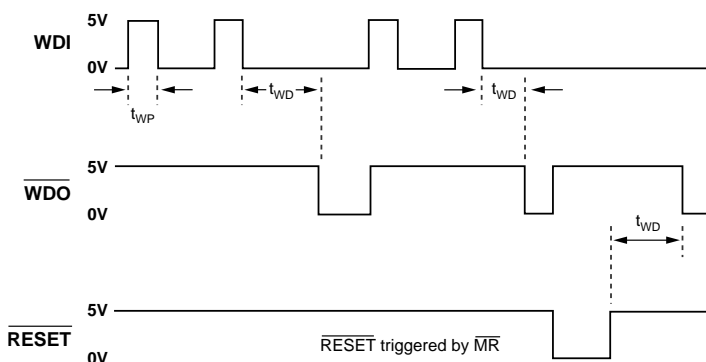 WDI
5V
0V
tWP
tWD
tWD
WDO
5V
0V
tWD
RESET
5V
0V
RESET triggered by MR